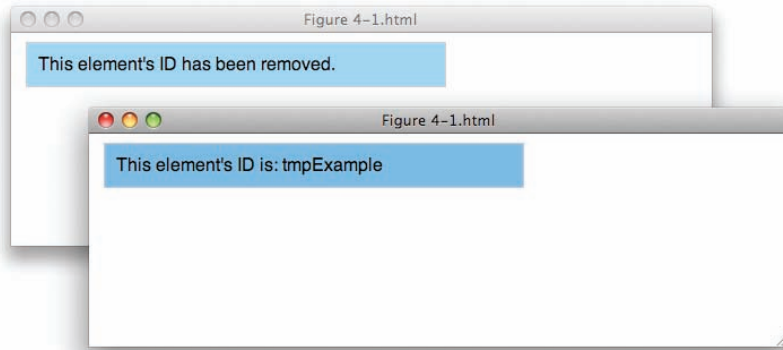 Figure 4-1.html
This element's ID has been removed.
Figure 4-1.html
This element's ID is: tmpExample